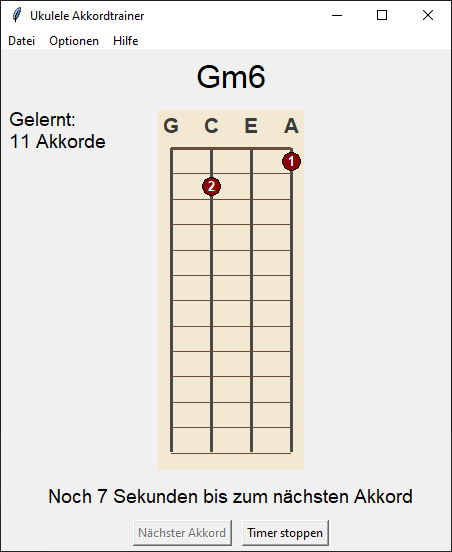 Ukulele Akkordtrainer
Datei Optionen Hilfe
Gm6
Gelernt:
11 Akkorde
G C E A
1
2
Noch 7 Sekunden bis zum nächsten Akkord
Nächster Akkord Timer stoppen